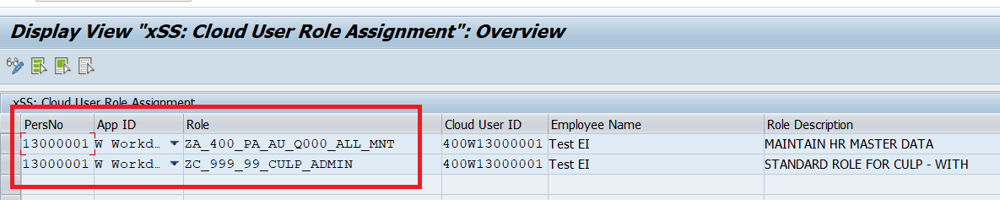 Display View "xSS: Cloud User Role Assignment": Overview
xSS: Cloud User Role Assignment
PersNo App ID Role Cloud User ID Employee Name Role Description
13000001 W Workd… ZA_400_PA_AU_Q000_ALL_MNT 400W13000001 Test EI MAINTAIN HR MASTER DATA
13000001 W Workd… ZC_999_99_CULP_ADMIN 400W13000001 Test EI STANDARD ROLE FOR CULP - WITH